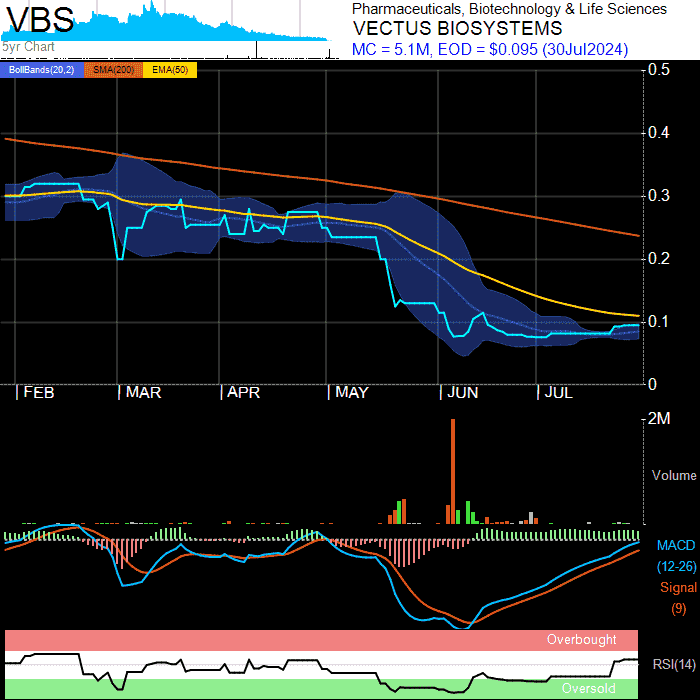 VBS
5yr Chart
Pharmaceuticals, Biotechnology & Life Sciences
VECTUS BIOSYSTEMS
MC = 5.1M, EOD = $0.095 (30Jul2024)
BollBands(20,2) SMA(200) EMA(50)
0.5
0.4
0.3
0.2
0.1
0
FEB MAR APR MAY JUN JUL
2M
Volume
MACD
(12-26)
Signal
(9)
Overbought
RSI(14)
Oversold